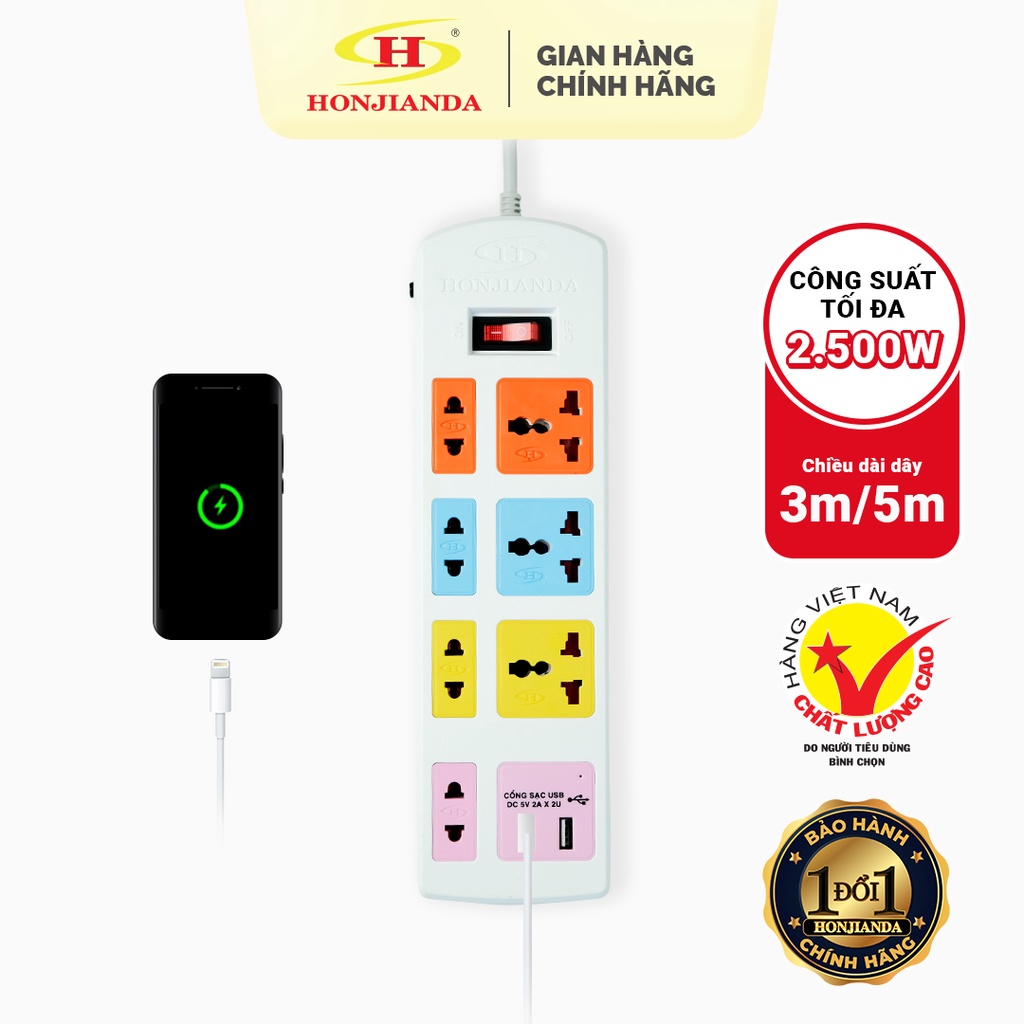 H
®
HONJIANDA
GIAN HÀNG
CHÍNH HÃNG
H
HONJIANDA
CÔNG SUẤT
TỐI ĐA
2.500W
Chiều dài dây
3m/5m
HÀNG VIỆT NAM
CHẤT LƯỢNG CAO
DO NGƯỜI TIÊU DÙNG
BÌNH CHỌN
CỔNG SẠC USB
DC 5V 2A X 2U
BẢO HÀNH
1 ĐỔI 1
HONJIANDA
CHÍNH HÃNG